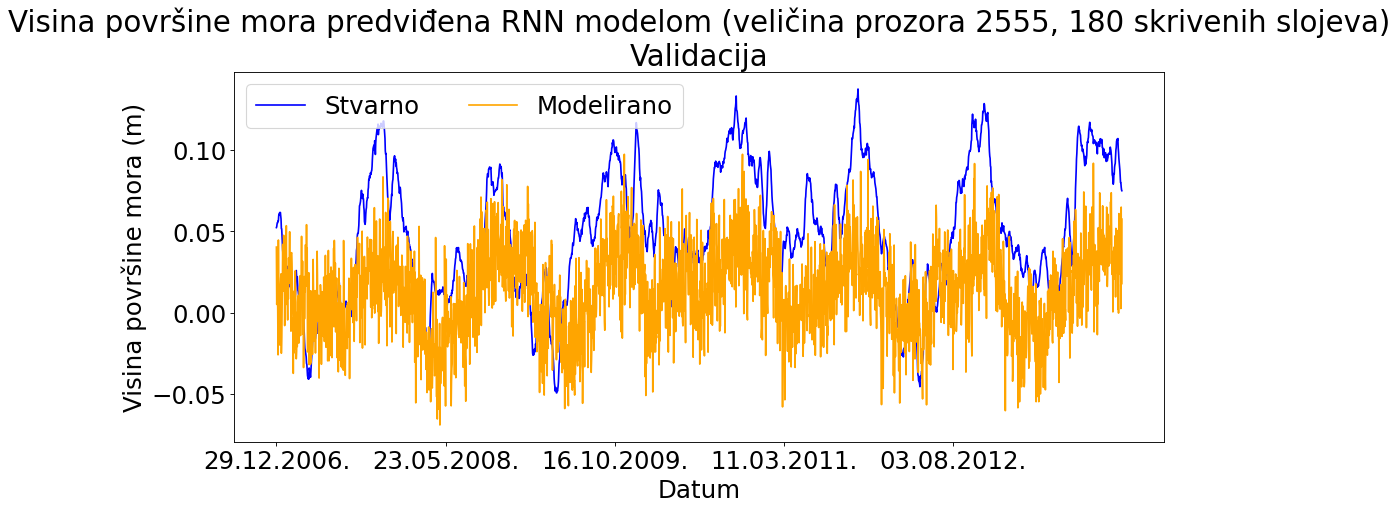 Visina površine mora predviđena RNN modelom (veličina prozora 2555, 180 skrivenih slojeva)
Validacija
Stvarno
Modelirano
Visina površine mora (m)
0.10
0.05
0.00
−0.05
29.12.2006.
23.05.2008.
16.10.2009.
11.03.2011.
03.08.2012.
Datum